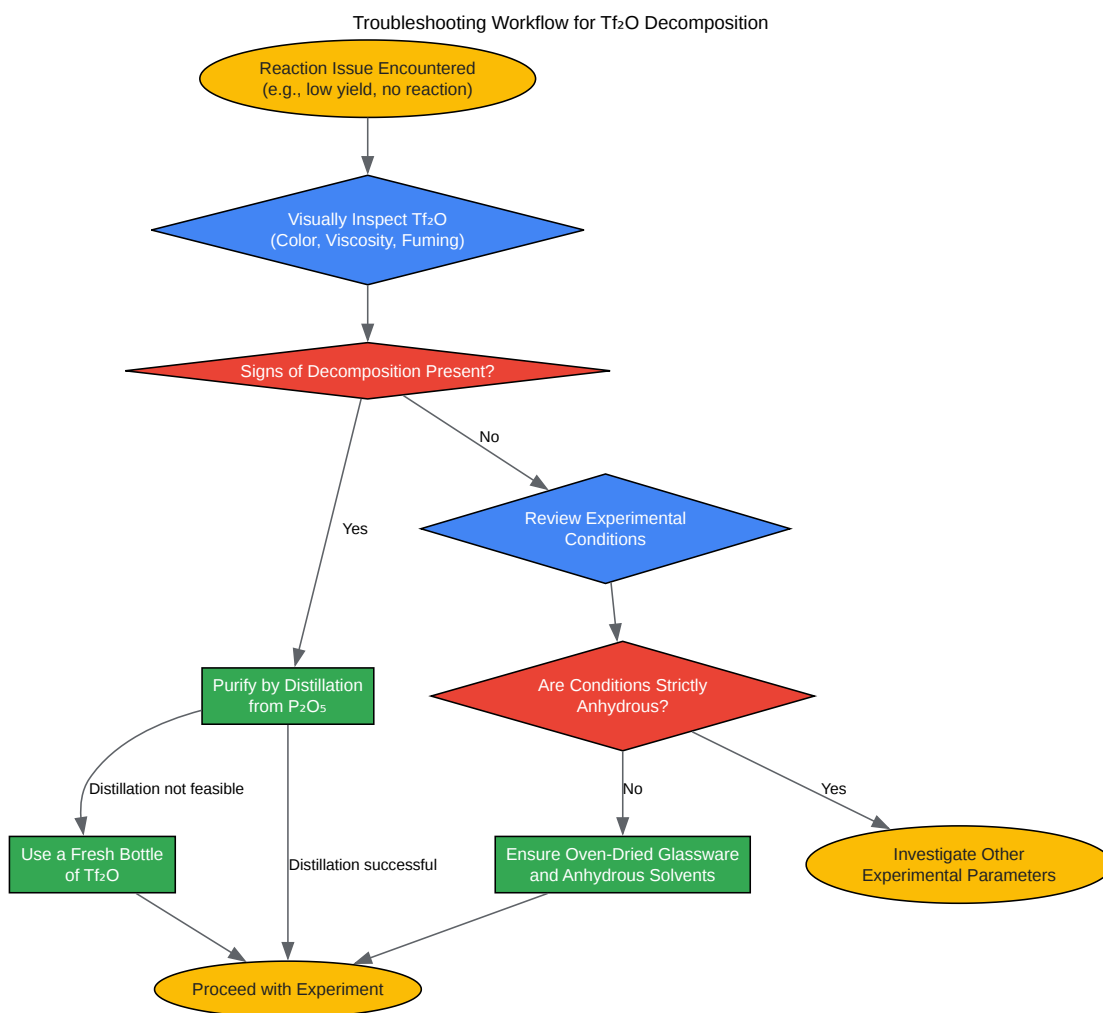 Troubleshooting Workflow for Tf₂O Decomposition
Reaction Issue Encountered
(e.g., low yield, no reaction)
Visually Inspect Tf₂O
(Color, Viscosity, Fuming)
Signs of Decomposition Present?
No
Yes
Review Experimental
Conditions
Purify by Distillation
from P₂O₅
Are Conditions Strictly
Anhydrous?
Distillation not feasible
No
Yes
Use a Fresh Bottle
of Tf₂O
Distillation successful
Ensure Oven-Dried Glassware
and Anhydrous Solvents
Investigate Other
Experimental Parameters
Proceed with Experiment